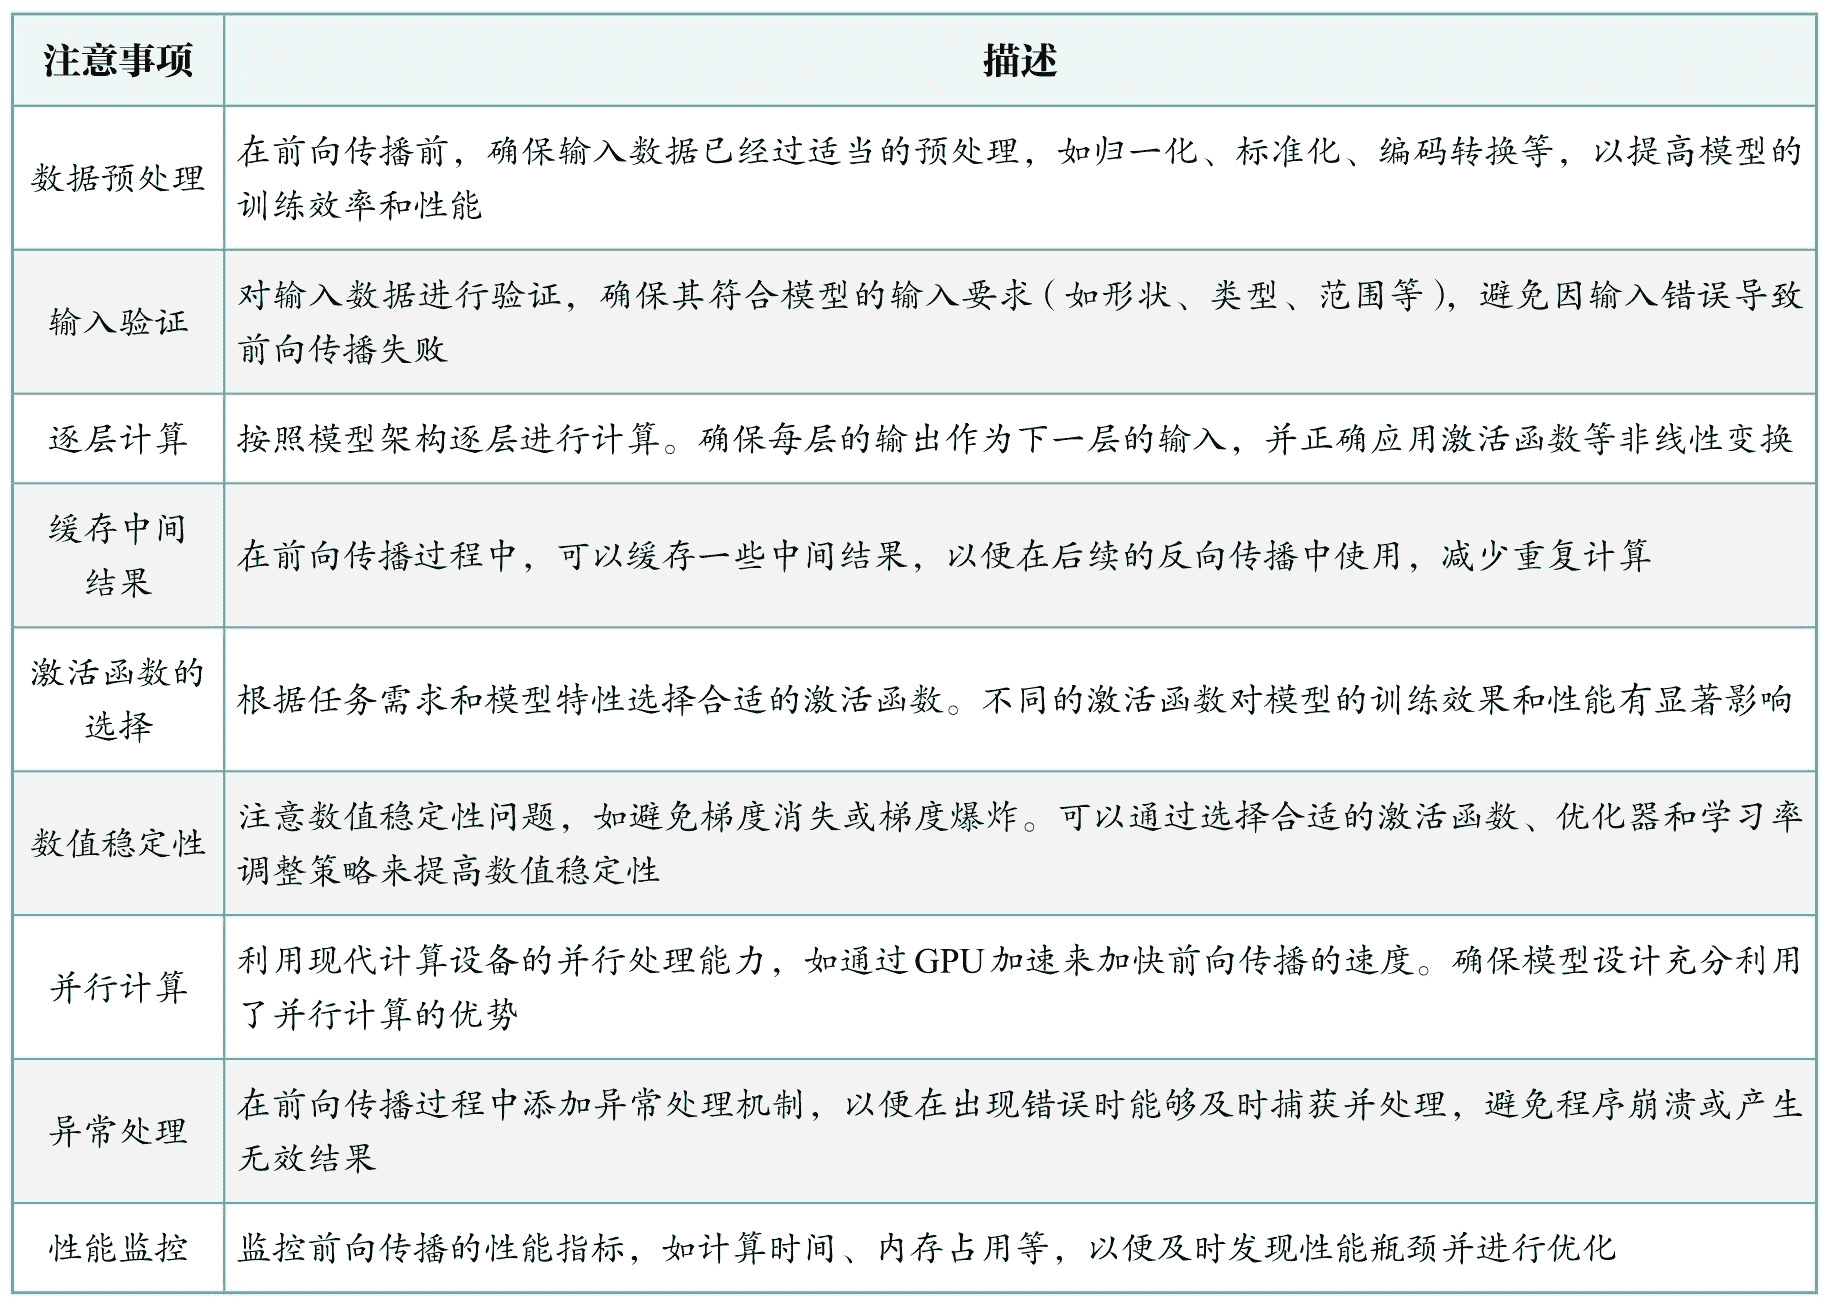 注意事项
描述
数据预处理
在前向传播前，确保输入数据已经过适当的预处理，如归一化、标准化、编码转换等，以提高模型的
训练效率和性能
输入验证
对输入数据进行验证，确保其符合模型的输入要求（如形状、类型、范围等），避免因输入错误导致
前向传播失败
逐层计算
按照模型架构逐层进行计算。确保每层的输出作为下一层的输入，并正确应用激活函数等非线性变换
缓存中间
结果
在前向传播过程中，可以缓存一些中间结果，以便在后续的反向传播中使用，减少重复计算
激活函数的
选择
根据任务需求和模型特性选择合适的激活函数。不同的激活函数对模型的训练效果和性能有显著影响
数值稳定性
注意数值稳定性问题，如避免梯度消失或梯度爆炸。可以通过选择合适的激活函数、优化器和学习率
调整策略来提高数值稳定性
并行计算
利用现代计算设备的并行处理能力，如通过GPU加速来加快前向传播的速度。确保模型设计充分利用
了并行计算的优势
异常处理
在前向传播过程中添加异常处理机制，以便在出现错误时能够及时捕获并处理，避免程序崩溃或产生
无效结果
性能监控
监控前向传播的性能指标，如计算时间、内存占用等，以便及时发现性能瓶颈并进行优化